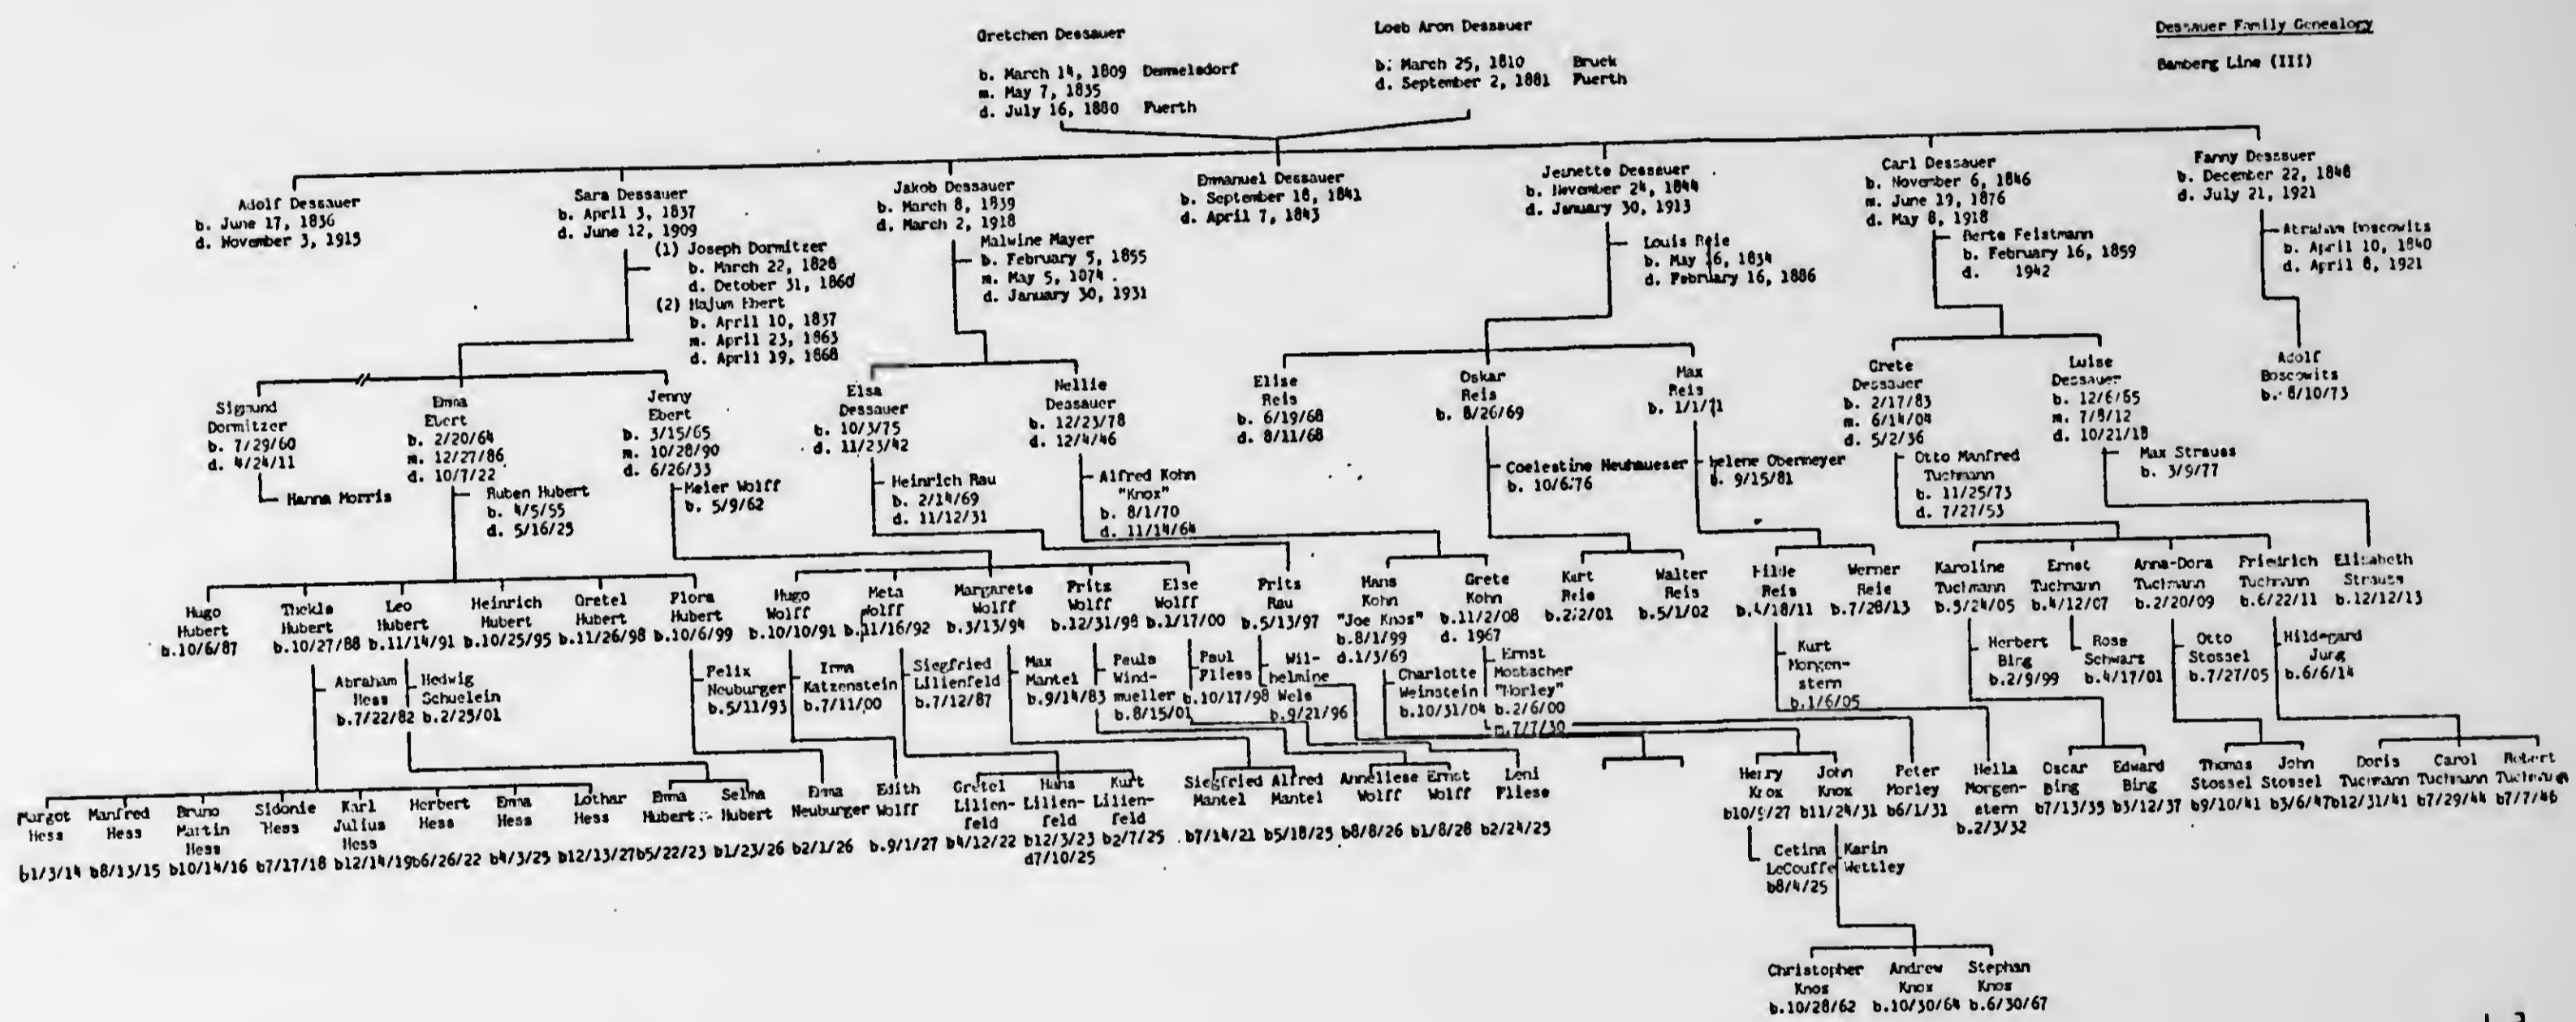 Gretchen Dessauer
b. March 14, 1809 Demmelsdorf
m. May 7, 1835
d. July 16, 1880 Fuerth
Loeb Aron Dessauer
b. March 25, 1810 Bruck
d. September 2, 1881 Fuerth
Dessauer Family Genealogy
Bamberg Line (III)
Adolf Dessauer
b. June 17, 1836
d. November 3, 1915
Sara Dessauer
b. April 3, 1837
d. June 12, 1909
(1) Joseph Dormitzer
b. March 22, 1828
d. Detober 31, 1860
(2) Hajum Ebert
b. April 10, 1837
m. April 23, 1863
d. April 19, 1868
Jakob Dessauer
b. March 8, 1839
d. March 2, 1918
Malwine Mayer
b. February 5, 1855
m. May 5, 1874
d. January 30, 1931
Emanuel Dessauer
b. September 18, 1841
d. April 7, 1843
Jeanette Dessauer
b. November 24, 1844
d. January 30, 1913
Louis Reis
b. May 16, 1834
d. February 16, 1886
Carl Dessauer
b. November 6, 1846
m. June 19, 1876
d. May 8, 1918
Berta Feistmann
b. February 16, 1859
d. 1942
Fanny Dessauer
b. December 22, 1848
d. July 21, 1921
Abraham Boscowits
b. April 10, 1840
d. April 8, 1921
Sigmund
Dormitzer
b. 7/29/60
d. 4/24/11
Hanna Morris
Emma
Ebert
b. 2/20/64
m. 12/27/86
d. 10/7/22
Ruben Hubert
b. 4/5/55
d. 5/16/23
Jenny
Ebert
b. 3/15/65
m. 10/28/90
d. 6/26/33
Meier Wolff
b. 5/9/62
Elsa
Dessauer
b. 10/3/75
d. 11/23/42
Heinrich Rau
b. 2/14/69
d. 11/12/31
Nellie
Dessauer
b. 12/23/78
d. 12/4/46
Alfred Kohn
"Knox"
b. 8/1/70
d. 11/14/64
Elise
Reis
b. 6/19/68
d. 8/11/68
Oskar
Reis
b. 8/26/69
Coelestine Neuhaueser
b. 10/6/76
Max
Reis
b. 1/1/71
Helene Obermeyer
b. 9/15/81
Grete
Dessauer
b. 2/17/83
m. 6/14/04
d. 5/2/36
Otto Manfred
Tuchmann
b. 11/25/73
d. 7/27/53
Luise
Dessauer
b. 12/6/85
m. 7/8/12
d. 10/21/18
Max Strauss
b. 3/9/77
Adolf
Boscowits
b. 8/10/73
Hugo
Hubert
b.10/6/87
Thekla
Hubert
b.10/27/88
Abraham
Hess
b.7/22/82
Leo
Hubert
b.11/14/91
Hedwig
Schuelein
b.2/25/01
Heinrich
Hubert
b.10/25/95
Gretel
Hubert
b.11/26/98
Flora
Hubert
b.10/6/99
Felix
Neuburger
b.5/11/93
Hugo
Wolff
b.10/10/91
Irma
Katzenstein
b.7/11/00
Meta
Wolff
b.11/16/92
Siegfried
Lilienfeld
b.7/12/87
Margarete
Wolff
b.3/13/94
Max
Mantel
b.9/14/83
Fritz
Wolff
b.12/31/98
Paula
Wind-
mueller
b.8/15/01
Else
Wolff
b.1/17/00
Paul
Fliess
b.10/17/98
Frits
Rau
b.5/13/97
Wil-
helmine
Wels
b.9/21/96
Hans
Kohn
"Joe Knox"
b.8/1/99
d.1/3/69
Charlotte
Weinstein
b.10/31/04
Grete
Kohn
b.11/2/08
d. 1967
Ernst
Mosbacher
"Morley"
b.2/6/00
m.7/7/30
Kurt
Reis
b.2/2/01
Walter
Reis
b.5/1/02
Hilde
Reis
b.4/18/11
Kurt
Morgen-
stern
b.1/6/05
Werner
Reis
b.7/28/13
Karoline
Tuchmann
b.3/24/05
Herbert
Bing
b.2/9/99
Ernst
Tuchmann
b.4/12/07
Rose
Schwarz
b.4/17/01
Anna-Dora
Tuchmann
b.2/20/09
Otto
Stossel
b.7/27/05
Friedrich
Tuchmann
b.6/22/11
Hildegard
Jurg
b.6/6/14
Elisabeth
Strauss
b.12/12/13
Margot
Hess
b1/3/14
Manfred
Hess
b8/13/15
Bruno
Martin
Hess
b10/14/16
Sidonie
Hess
b7/17/18
Karl
Julius
Hess
b12/14/19
Herbert
Hess
b6/26/22
Emma
Hess
b4/3/25
Lothar
Hess
b12/13/27
Emma
Hubert
b5/22/23
Selma
Hubert
b1/23/26
Emma
Neuburger
b2/1/26
Edith
Wolff
b.9/1/27
Gretel
Lilien-
feld
b4/12/22
Hans
Lilien-
feld
b12/3/23
d7/10/25
Kurt
Lilien-
feld
b2/7/25
Siegfried
Mantel
b7/14/21
Alfred
Mantel
b5/18/23
Anneliese
Wolff
b8/8/26
Ernst
Wolff
b1/8/28
Leni
Fliess
b2/24/25
Henry
Knox
b10/9/27
Cetina
LeCouffe
b8/4/25
John
Knox
b11/24/31
Karin
Wettley
Peter
Morley
b6/1/31
Hella
Morgen-
stern
b.2/3/32
Oscar
Bing
b7/13/35
Edward
Bing
b3/12/37
Thomas
Stossel
b9/10/41
John
Stossel
b3/6/47
Doris
Tuchmann
b12/31/41
Carol
Tuchmann
b7/29/44
Robert
Tuchmann
b7/7/46
Christopher
Knox
b.10/28/62
Andrew
Knox
b.10/30/64
Stephan
Knox
b.6/30/67